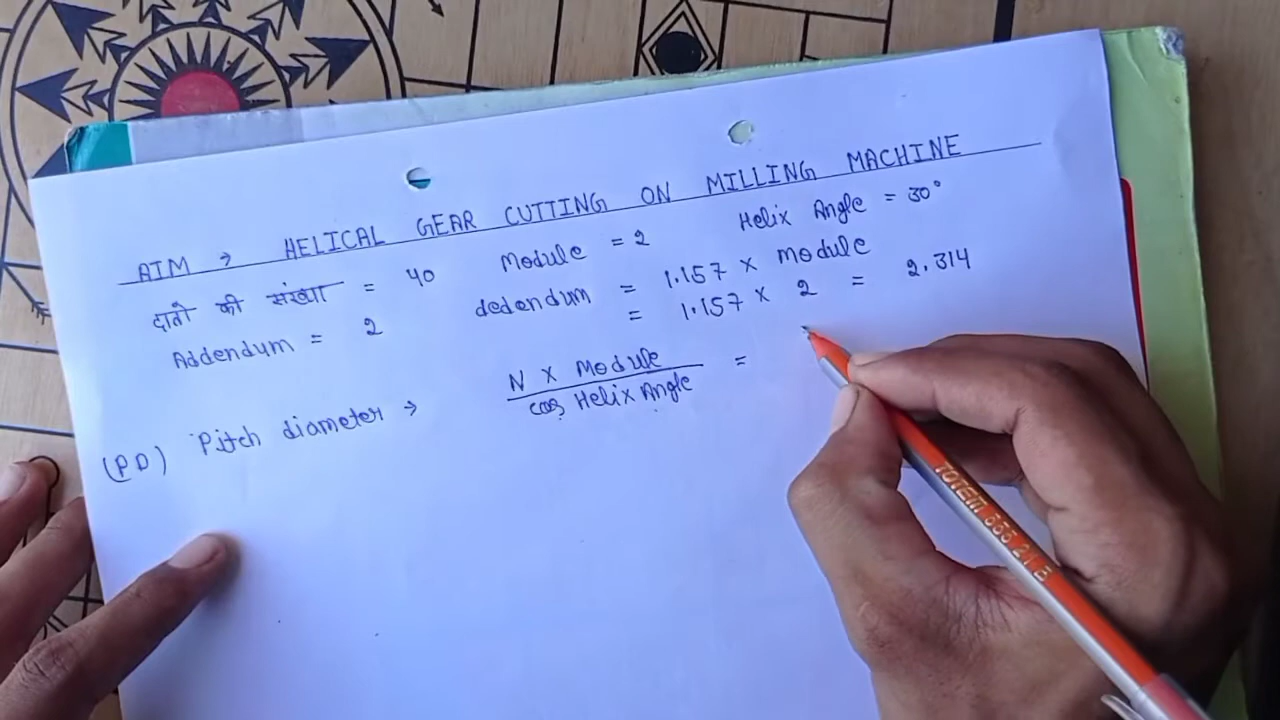 AIM → HELICAL GEAR CUTTING ON MILLING MACHINE
दातो की संख्या = 40 Module = 2 Helix Angle = 30°
Addendum = 2 dedendum = 1.157 × Module
= 1.157 × 2 = 2.314
(PD) Pitch diameter → N × Module / cos Helix Angle =
TOTEM 555 21 E